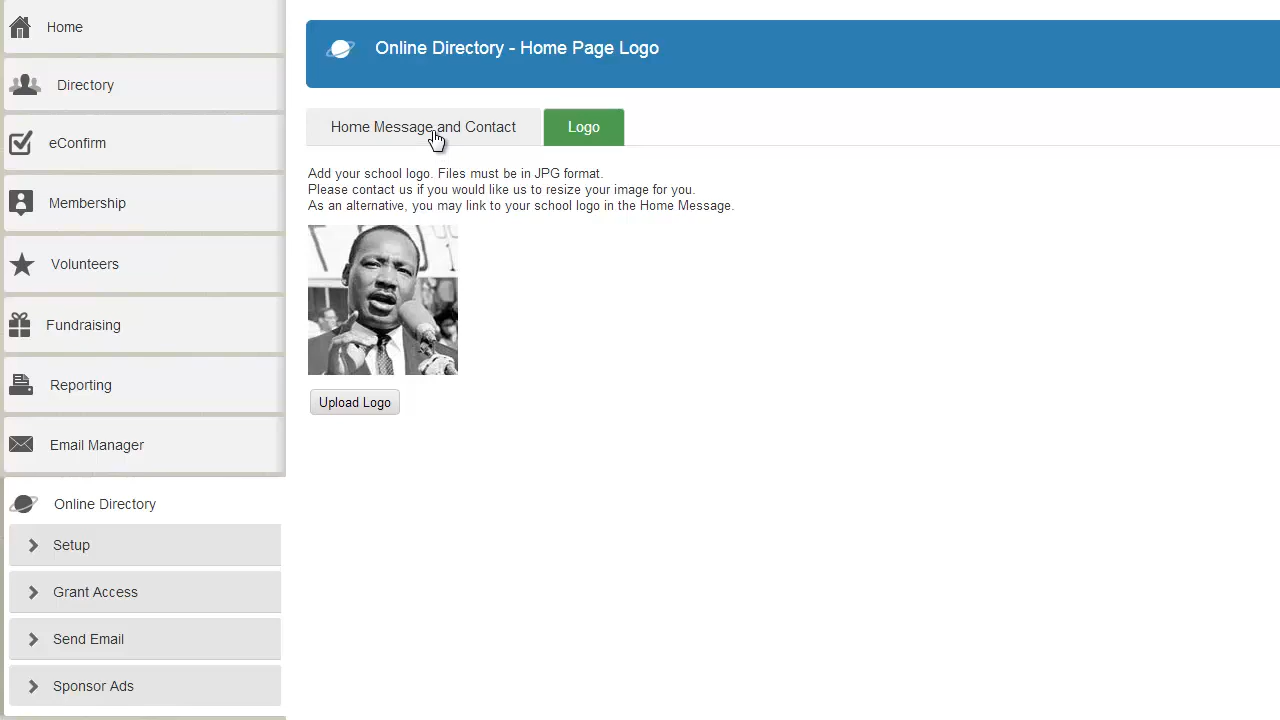 Home
Directory
eConfirm
Membership
Volunteers
Fundraising
Reporting
Email Manager
Online Directory
Setup
Grant Access
Send Email
Sponsor Ads
Online Directory - Home Page Logo
Home Message and Contact
Logo
Add your school logo. Files must be in JPG format.
Please contact us if you would like us to resize your image for you.
As an alternative, you may link to your school logo in the Home Message.
Upload Logo